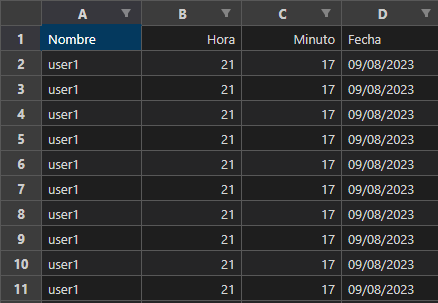 A B C D
1 Nombre Hora Minuto Fecha
2 user1 21 17 09/08/2023
3 user1 21 17 09/08/2023
4 user1 21 17 09/08/2023
5 user1 21 17 09/08/2023
6 user1 21 17 09/08/2023
7 user1 21 17 09/08/2023
8 user1 21 17 09/08/2023
9 user1 21 17 09/08/2023
10 user1 21 17 09/08/2023
11 user1 21 17 09/08/2023